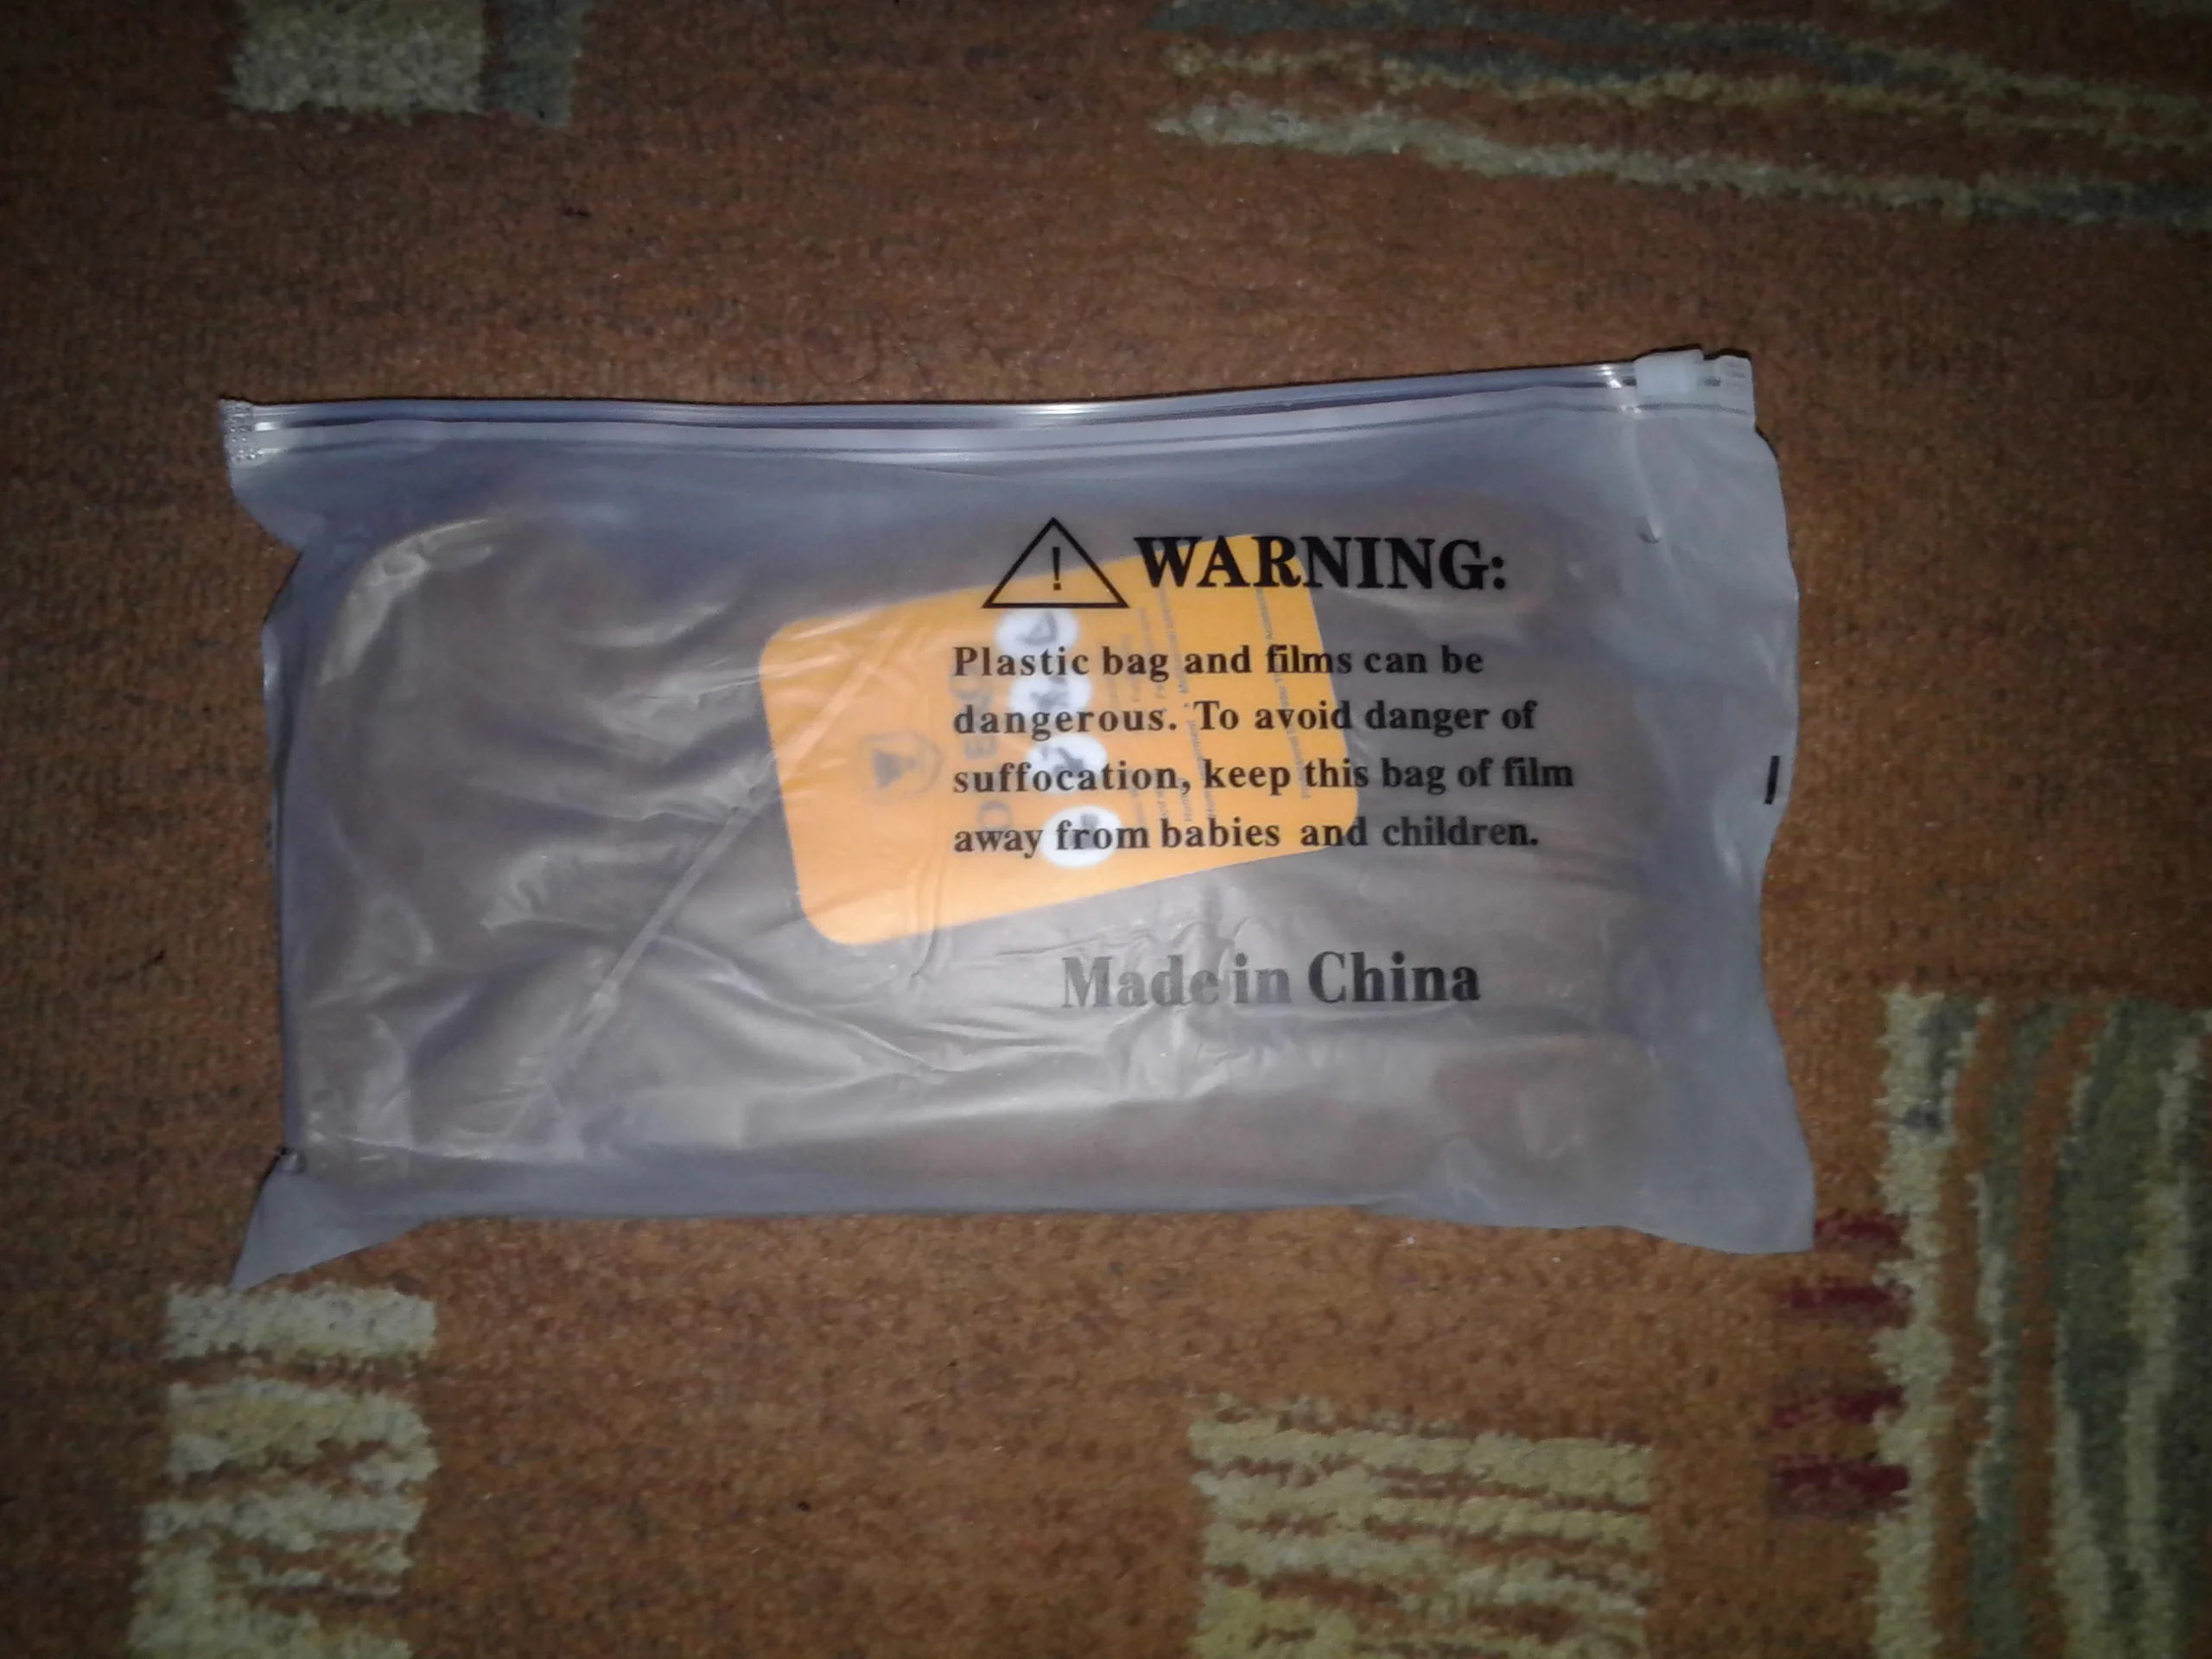 WARNING:
Plastic bag and films can be
dangerous. To avoid danger of
suffocation, keep this bag of film
away from babies and children.
Made in China